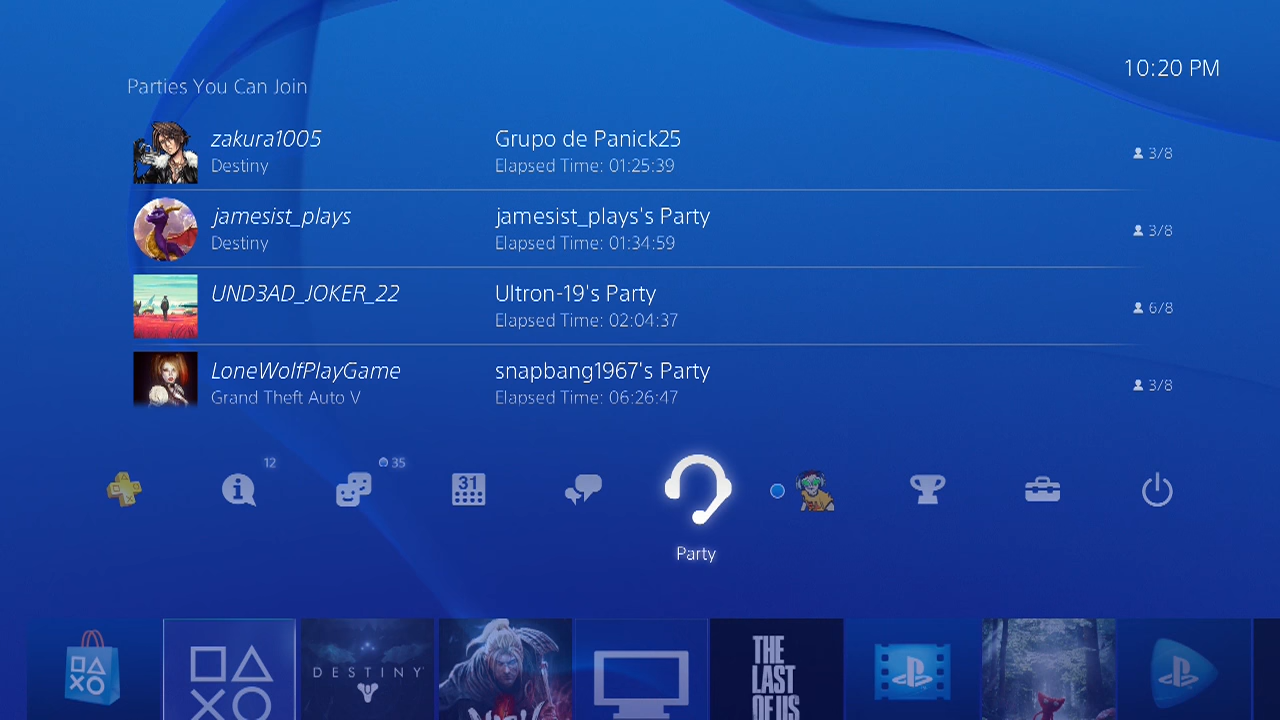 10:20 PM
Parties You Can Join
zakura1005
Destiny
Grupo de Panick25
Elapsed Time: 01:25:39
3/8
jamesist_plays
Destiny
jamesist_plays's Party
Elapsed Time: 01:34:59
3/8
UND3AD_JOKER_22
Ultron-19's Party
Elapsed Time: 02:04:37
6/8
LoneWolfPlayGame
Grand Theft Auto V
snapbang1967's Party
Elapsed Time: 06:26:47
3/8
12
35
31
Party
DESTINY
THE
LAST
OF US